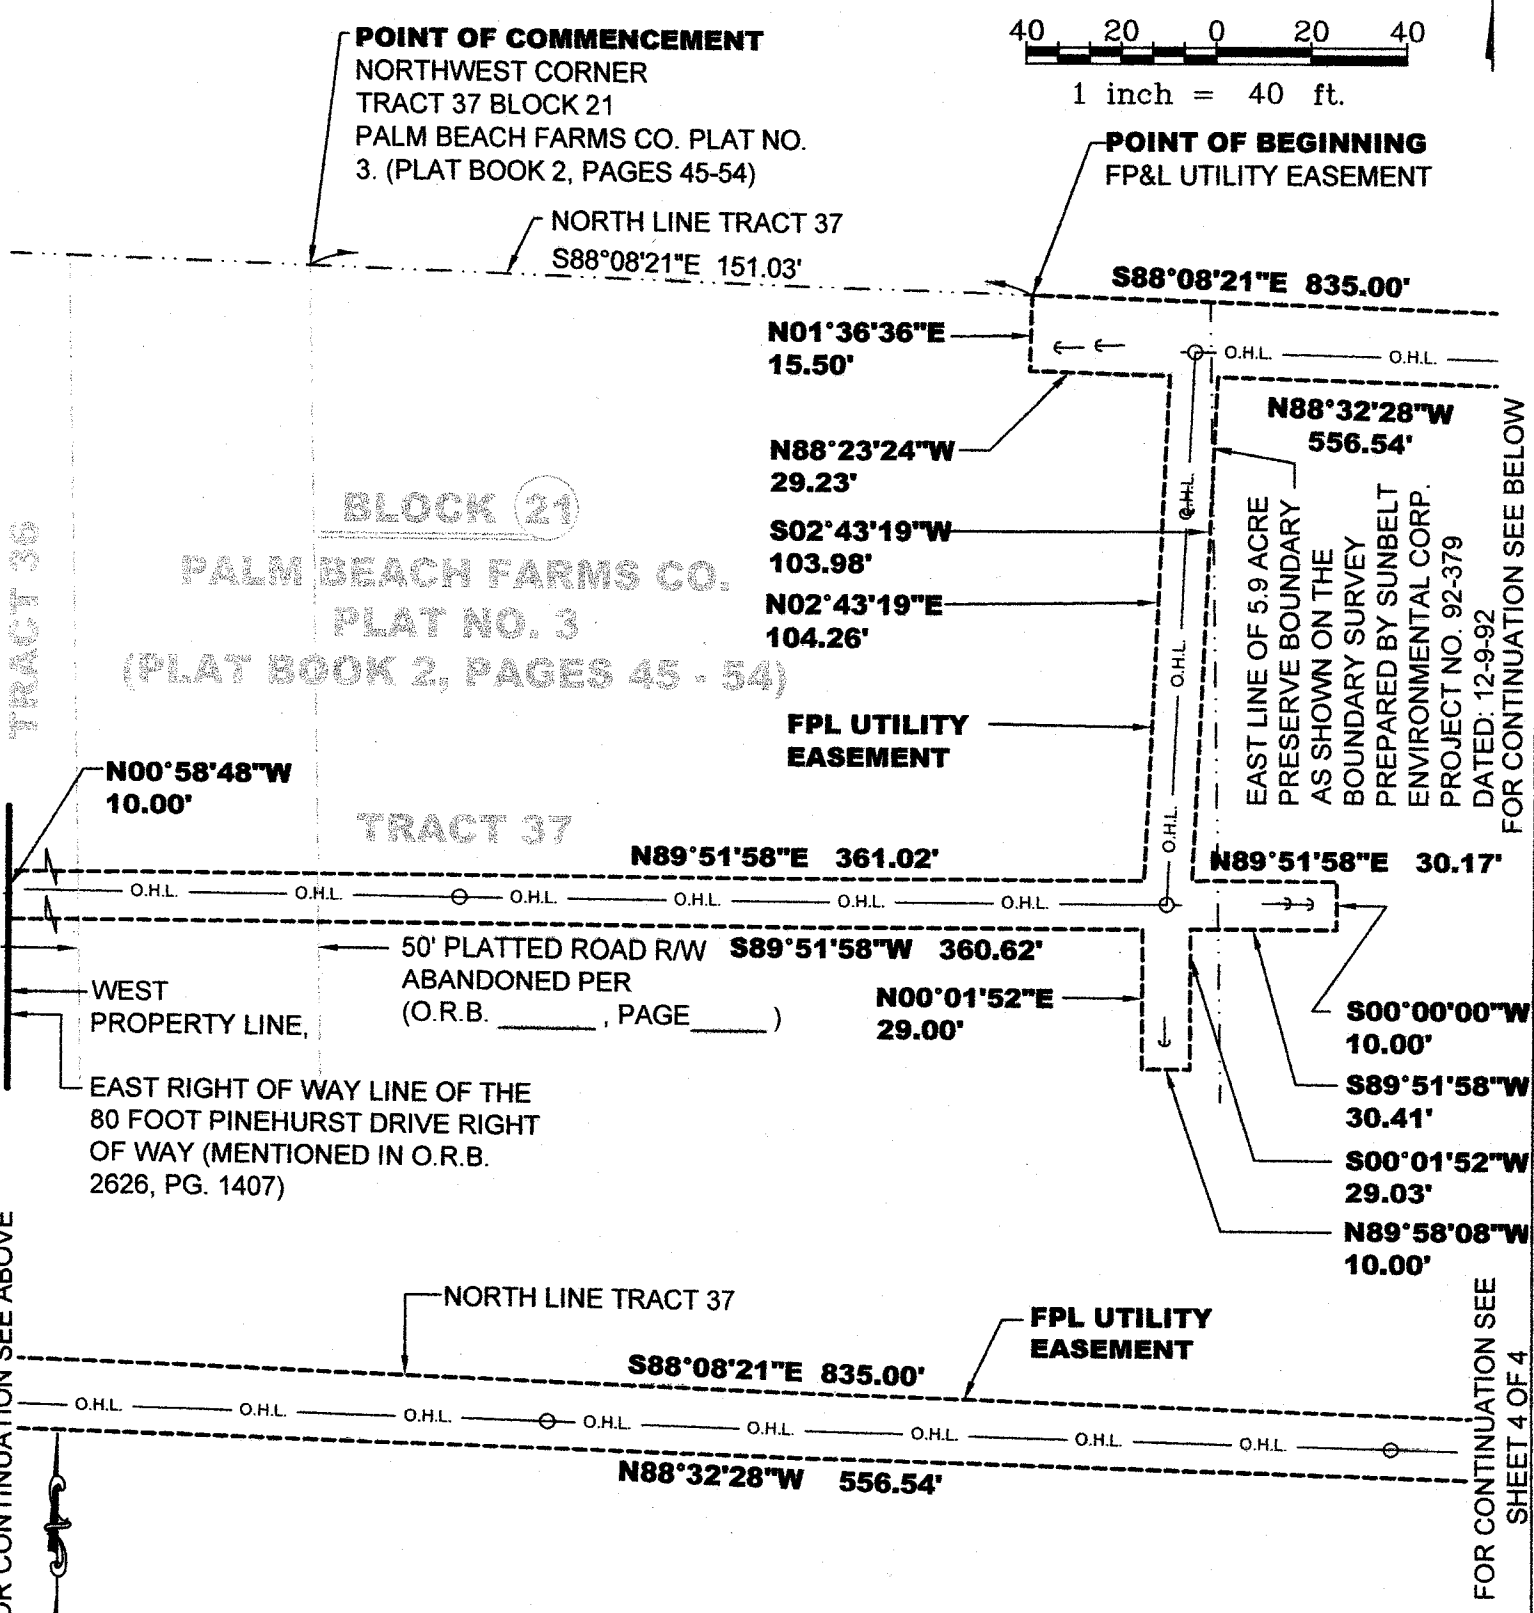 POINT OF COMMENCEMENT
NORTHWEST CORNER
TRACT 37 BLOCK 21
PALM BEACH FARMS CO. PLAT NO.
3. (PLAT BOOK 2, PAGES 45-54)
40 20 0 20 40
1 inch = 40 ft.
POINT OF BEGINNING
FP&L UTILITY EASEMENT
NORTH LINE TRACT 37
S88°08'21"E 151.03'
S88°08'21"E 835.00'
N01°36'36"E
15.50'
O.H.L. O.H.L.
N88°32'28"W
556.54'
N88°23'24"W
29.23'
O.H.L.
S02°43'19"W
103.98'
N02°43'19"E
104.26'
O.H.L.
FPL UTILITY
EASEMENT
O.H.L.
EAST LINE OF 5.9 ACRE
PRESERVE BOUNDARY
AS SHOWN ON THE
BOUNDARY SURVEY
PREPARED BY SUNBELT
ENVIRONMENTAL CORP.
PROJECT NO. 92-379
DATED: 12-9-92
FOR CONTINUATION SEE BELOW
BLOCK 21
PALM BEACH FARMS CO.
PLAT NO. 3
(PLAT BOOK 2, PAGES 45 - 54)
TRACT 36
TRACT 37
N00°58'48"W
10.00'
N89°51'58"E 361.02'
N89°51'58"E 30.17'
O.H.L. O.H.L. O.H.L. O.H.L. O.H.L. O.H.L.
50' PLATTED ROAD R/W
ABANDONED PER
(O.R.B. ______ , PAGE_____ )
S89°51'58"W 360.62'
WEST
PROPERTY LINE,
N00°01'52"E
29.00'
S00°00'00"W
10.00'
S89°51'58"W
30.41'
S00°01'52"W
29.03'
N89°58'08"W
10.00'
EAST RIGHT OF WAY LINE OF THE
80 FOOT PINEHURST DRIVE RIGHT
OF WAY (MENTIONED IN O.R.B.
2626, PG. 1407)
NORTH LINE TRACT 37
FPL UTILITY
EASEMENT
S88°08'21"E 835.00'
O.H.L. O.H.L. O.H.L. O.H.L. O.H.L. O.H.L. O.H.L. O.H.L.
N88°32'28"W 556.54'
OR CONTINUATION SEE ABOVE
FOR CONTINUATION SEE
SHEET 4 OF 4